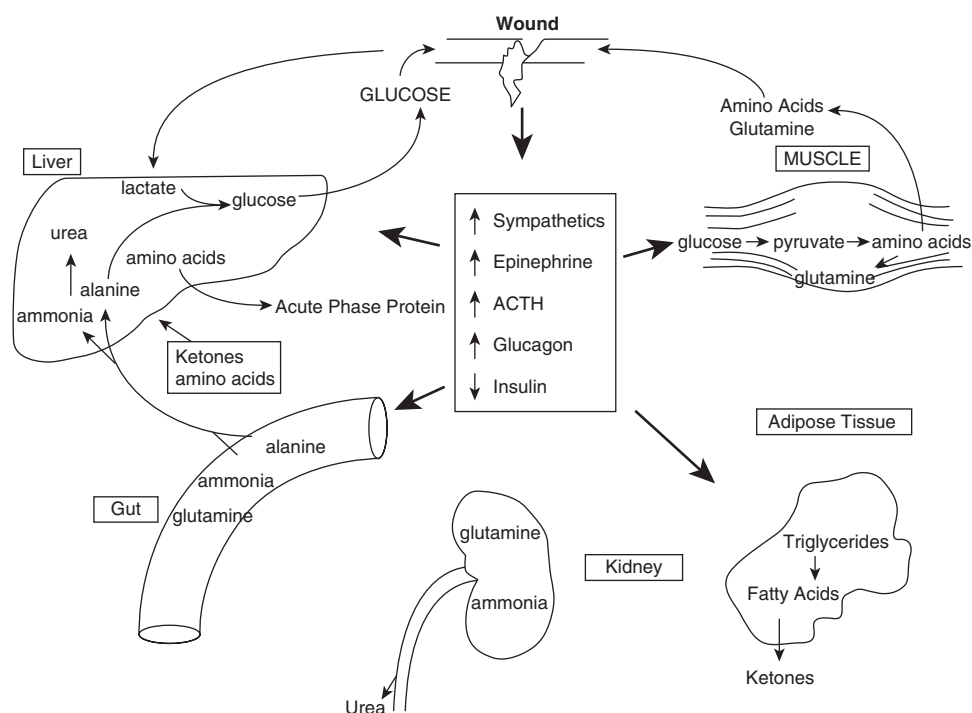 Wound
GLUCOSE
Amino Acids
Glutamine
Liver
MUSCLE
lactate
glucose
urea
amino acids
alanine
ammonia
Acute Phase Protein
Ketones
amino acids
Sympathetics
Epinephrine
ACTH
Glucagon
Insulin
glucose
pyruvate
amino acids
glutamine
Adipose Tissue
alanine
ammonia
Gut
glutamine
glutamine
Kidney
ammonia
Urea
Triglycerides
Fatty Acids
Ketones